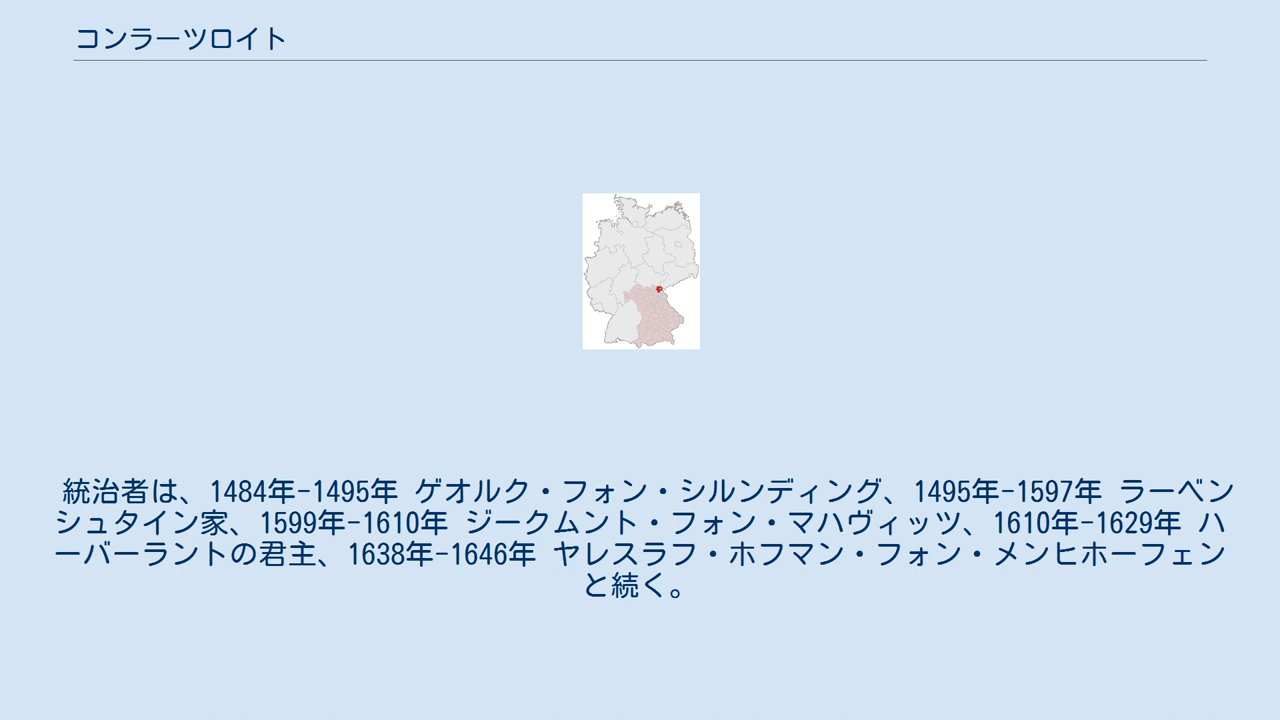 コンラーツロイト
統治者は、1484年-1495年 ゲオルク・フォン・シルンディング、1495年-1597年 ラーベン
シュタイン家、1599年-1610年 ジークムント・フォン・マハヴィッツ、1610年-1629年 ハ
ーバーラントの君主、1638年-1646年 ヤレスラフ・ホフマン・フォン・メンヒホーフェン
と続く。